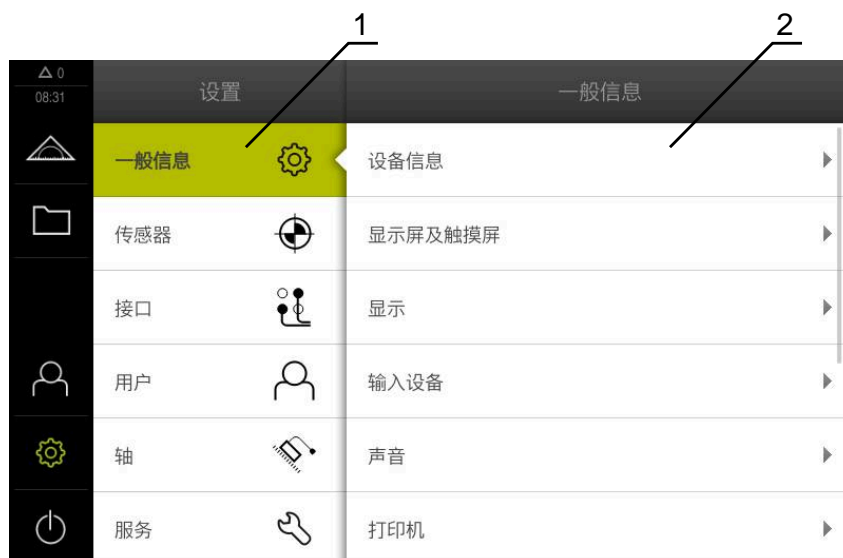 1
2
0
08:31
设置
一般信息
一般信息
设备信息
传感器
显示屏及触摸屏
接口
显示
用户
输入设备
轴
声音
服务
打印机